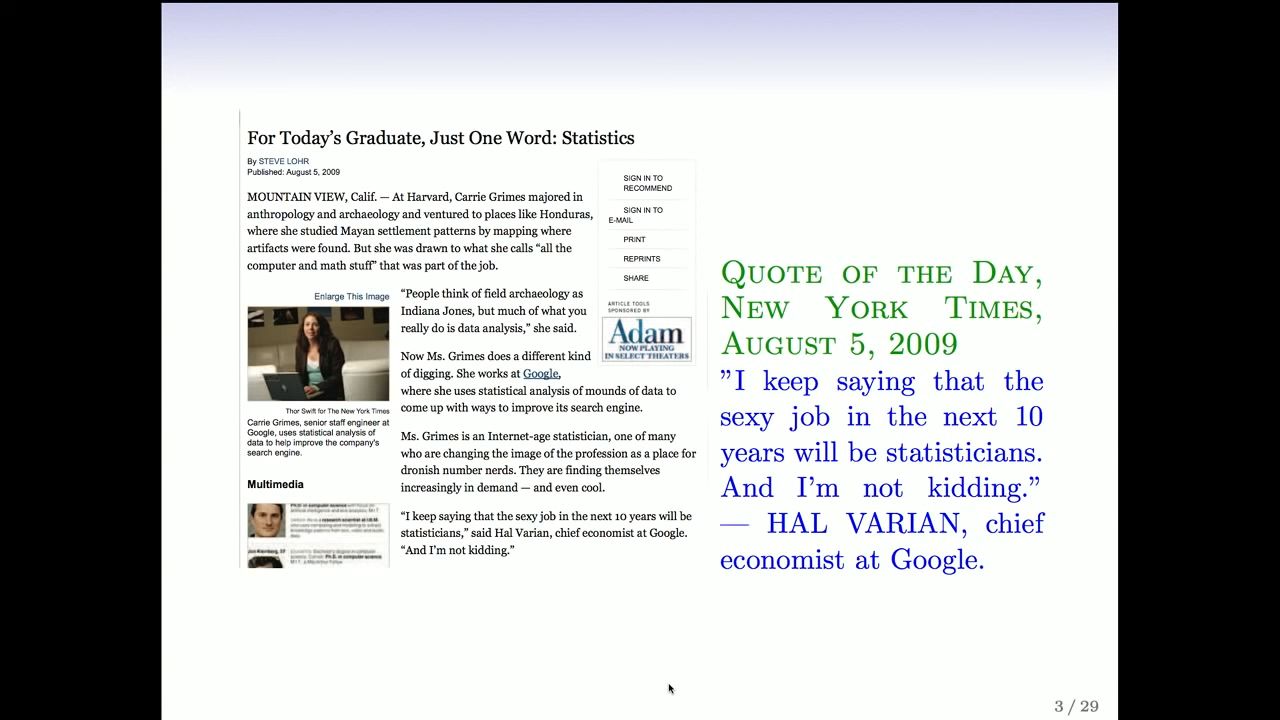 For Today's Graduate, Just One Word: Statistics
By STEVE LOHR
Published: August 5, 2009
MOUNTAIN VIEW, Calif. — At Harvard, Carrie Grimes majored in
anthropology and archaeology and ventured to places like Honduras,
where she studied Mayan settlement patterns by mapping where
artifacts were found. But she was drawn to what she calls “all the
computer and math stuff” that was part of the job.
SIGN IN TO
RECOMMEND
SIGN IN TO
E-MAIL
PRINT
REPRINTS
SHARE
ARTICLE TOOLS
SPONSORED BY
Adam
NOW PLAYING
IN SELECT THEATERS
Enlarge This Image
Thor Swift for The New York Times
Carrie Grimes, senior staff engineer at
Google, uses statistical analysis of
data to help improve the company's
search engine.
Multimedia
“People think of field archaeology as
Indiana Jones, but much of what you
really do is data analysis,” she said.
Now Ms. Grimes does a different kind
of digging. She works at Google,
where she uses statistical analysis of mounds of data to
come up with ways to improve its search engine.
Ms. Grimes is an Internet-age statistician, one of many
who are changing the image of the profession as a place for
dronish number nerds. They are finding themselves
increasingly in demand — and even cool.
“I keep saying that the sexy job in the next 10 years will be
statisticians,” said Hal Varian, chief economist at Google.
“And I'm not kidding.”
QUOTE OF THE DAY,
NEW YORK TIMES,
AUGUST 5, 2009
”I keep saying that the
sexy job in the next 10
years will be statisticians.
And I'm not kidding.”
— HAL VARIAN, chief
economist at Google.
3 / 29